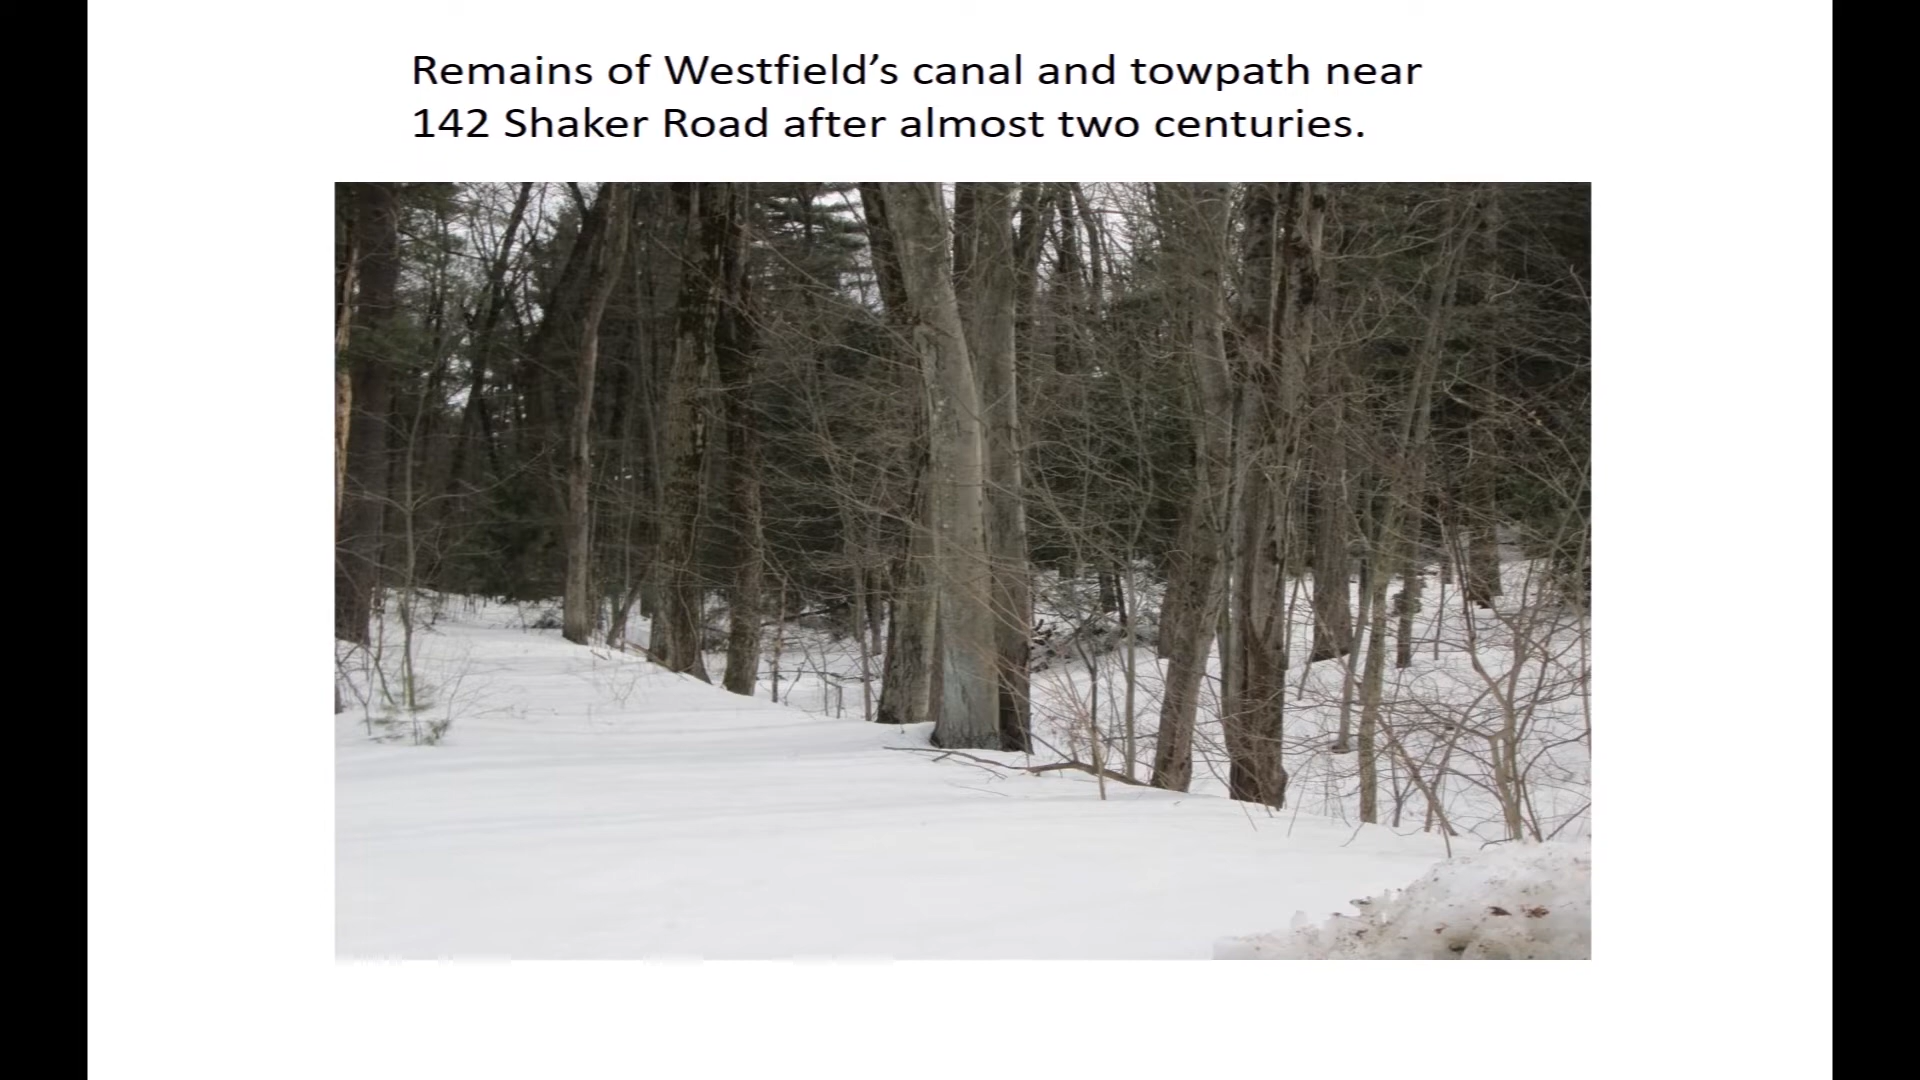 Remains of Westfield’s canal and towpath near
142 Shaker Road after almost two centuries.